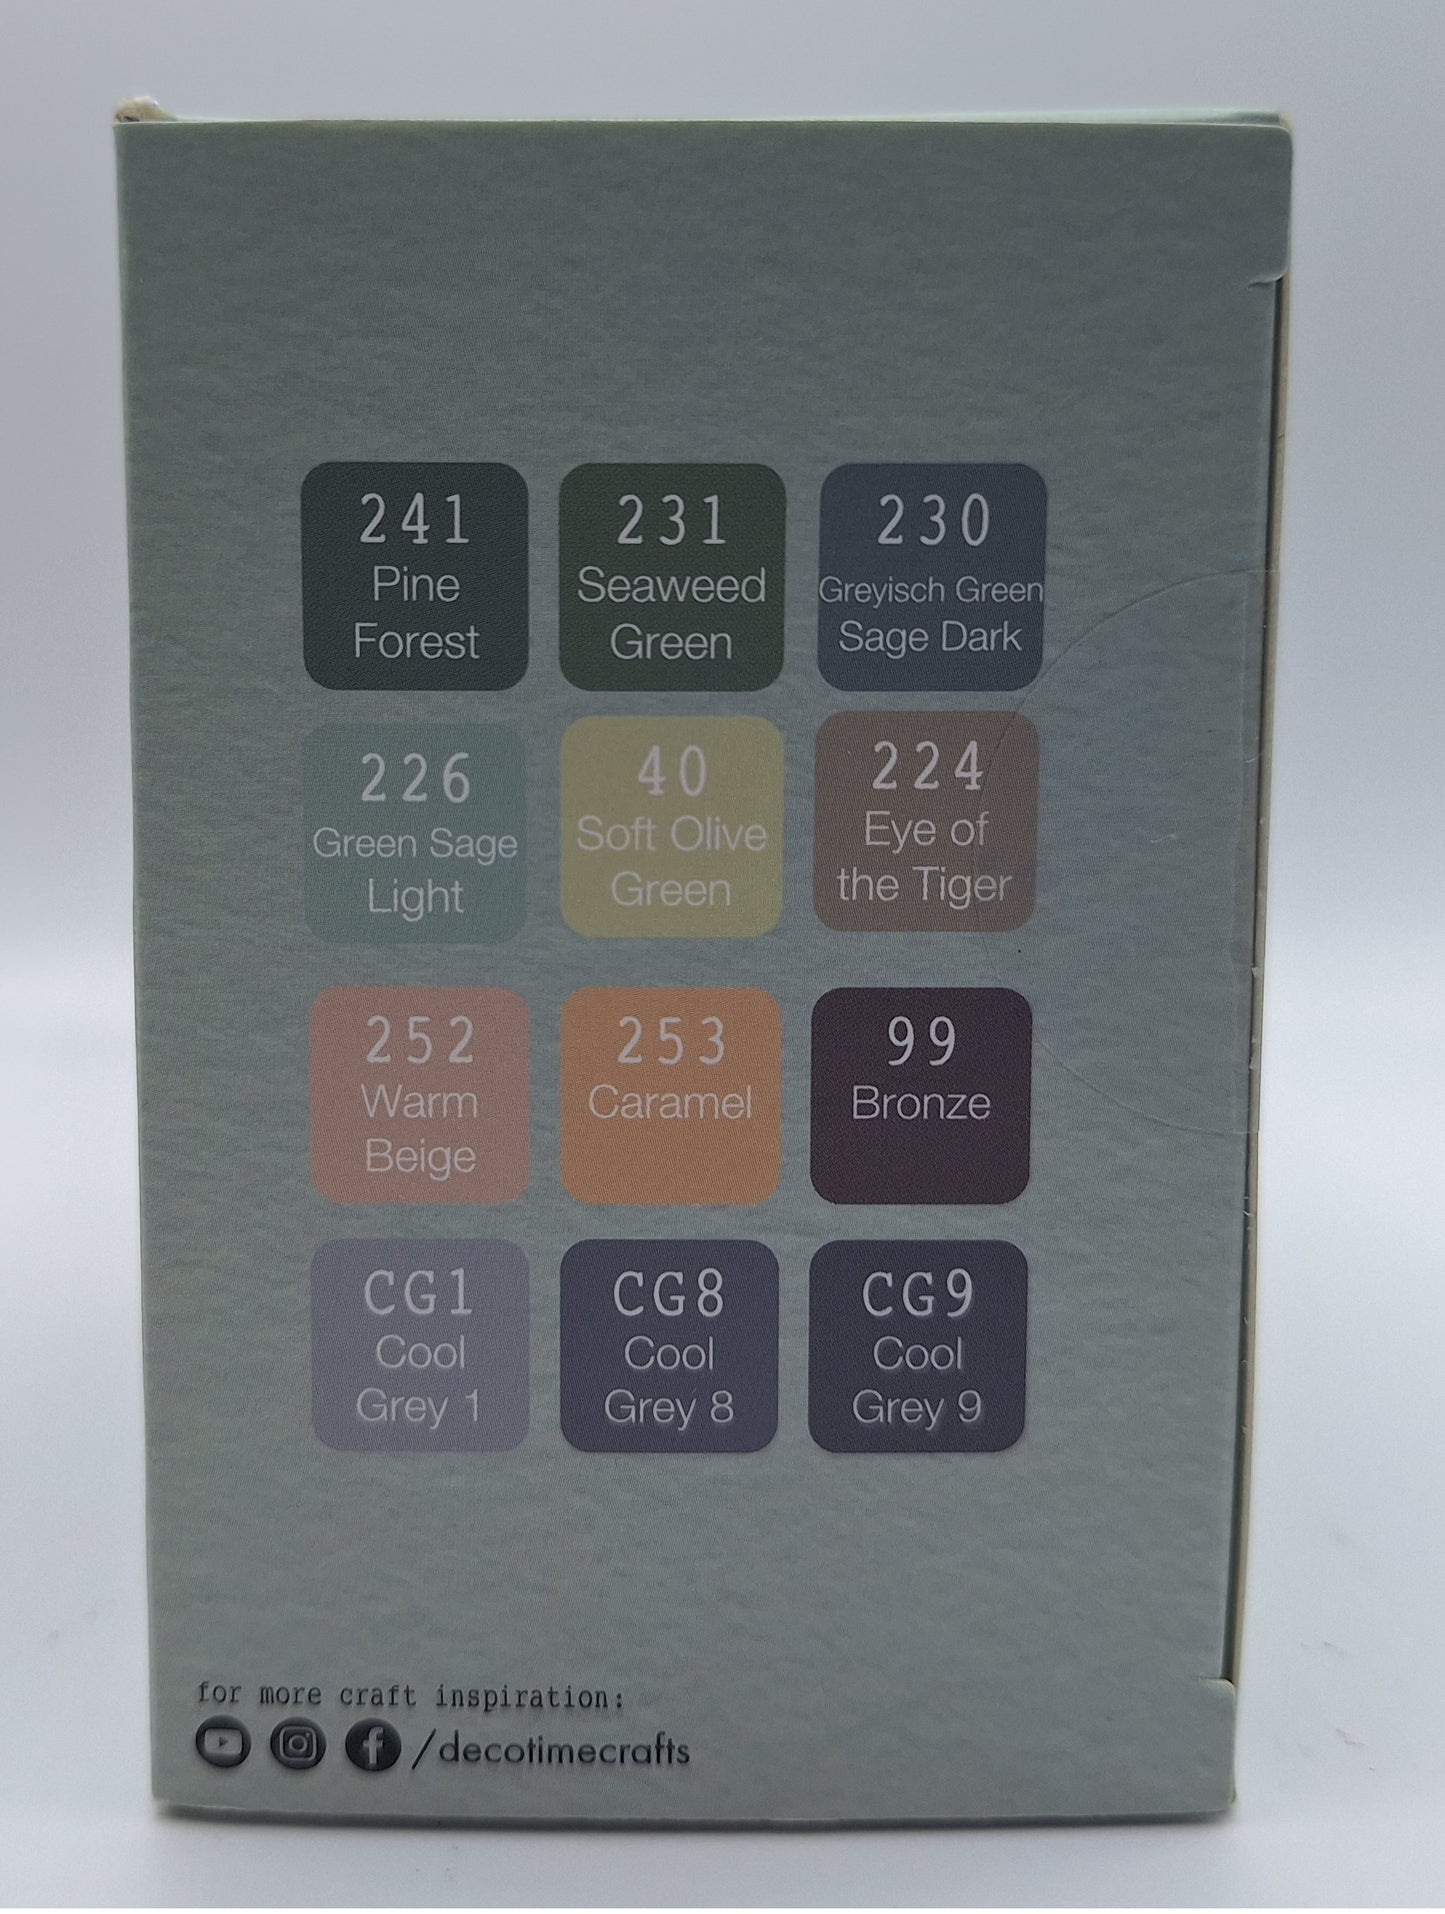 241
Pine
Forest
231
Seaweed
Green
230
Greyisch Green
Sage Dark
226
Green Sage
Light
40
Soft Olive
Green
224
Eye of
the Tiger
252
Warm
Beige
253
Caramel
99
Bronze
CG1
Cool
Grey 1
CG8
Cool
Grey 8
CG9
Cool
Grey 9
for more craft inspiration:
/decotimecrafts